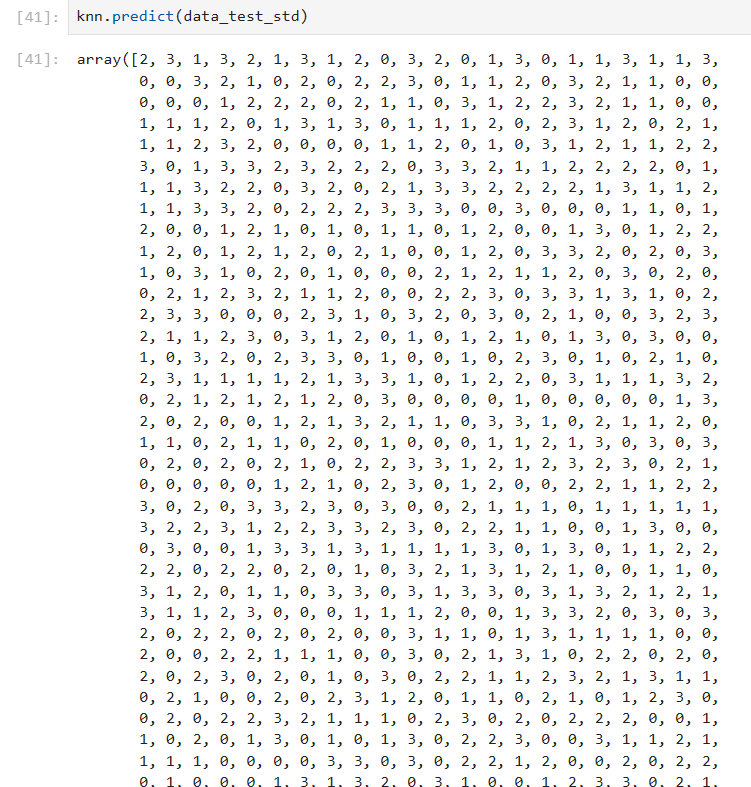 [41]: knn.predict(data_test_std)
[41]: array([2, 3, 1, 3, 2, 1, 3, 1, 2, 0, 3, 2, 0, 1, 3, 0, 1, 1, 3, 1, 1, 3,
0, 0, 3, 2, 1, 0, 2, 0, 2, 2, 3, 0, 1, 1, 2, 0, 3, 2, 1, 1, 0, 0,
0, 0, 0, 1, 2, 2, 2, 0, 2, 1, 1, 0, 3, 1, 2, 2, 3, 2, 1, 1, 0, 0,
1, 1, 1, 2, 0, 1, 3, 1, 3, 0, 1, 1, 1, 2, 0, 2, 3, 1, 2, 0, 2, 1,
1, 1, 2, 3, 2, 0, 0, 0, 0, 1, 1, 2, 0, 1, 0, 3, 1, 2, 1, 1, 2, 2,
3, 0, 1, 3, 3, 2, 3, 2, 2, 2, 0, 3, 3, 2, 1, 1, 2, 2, 2, 2, 0, 1,
1, 1, 3, 2, 2, 0, 3, 2, 0, 2, 1, 3, 3, 2, 2, 2, 2, 1, 3, 1, 1, 2,
1, 1, 3, 3, 2, 0, 2, 2, 2, 3, 3, 3, 0, 0, 3, 0, 0, 0, 1, 1, 0, 1,
2, 0, 0, 1, 2, 1, 0, 1, 0, 1, 1, 0, 1, 2, 0, 0, 1, 3, 0, 1, 2, 2,
1, 2, 0, 1, 2, 1, 2, 0, 2, 1, 0, 0, 1, 2, 0, 3, 3, 2, 0, 2, 0, 3,
1, 0, 3, 1, 0, 2, 0, 1, 0, 0, 0, 2, 1, 2, 1, 1, 2, 0, 3, 0, 2, 0,
0, 2, 1, 2, 3, 2, 1, 1, 2, 0, 0, 2, 2, 3, 0, 3, 3, 1, 3, 1, 0, 2,
2, 3, 3, 0, 0, 0, 2, 3, 1, 0, 3, 2, 0, 3, 0, 2, 1, 0, 0, 3, 2, 3,
2, 1, 1, 2, 3, 0, 3, 1, 2, 0, 1, 0, 1, 2, 1, 0, 1, 3, 0, 3, 0, 0,
1, 0, 3, 2, 0, 2, 3, 3, 0, 1, 0, 0, 1, 0, 2, 3, 0, 1, 0, 2, 1, 0,
2, 3, 1, 1, 1, 1, 2, 1, 3, 3, 1, 0, 1, 2, 2, 0, 3, 1, 1, 1, 3, 2,
0, 2, 1, 2, 1, 2, 1, 2, 0, 3, 0, 0, 0, 0, 1, 0, 0, 0, 0, 0, 1, 3,
2, 0, 2, 0, 0, 1, 2, 1, 3, 2, 1, 1, 0, 3, 3, 1, 0, 2, 1, 1, 2, 0,
1, 1, 0, 2, 1, 1, 0, 2, 0, 1, 0, 0, 0, 1, 1, 2, 1, 3, 0, 3, 0, 3,
0, 2, 0, 2, 0, 2, 1, 0, 2, 2, 3, 3, 1, 2, 1, 2, 3, 2, 3, 0, 2, 1,
0, 0, 0, 0, 0, 1, 2, 1, 0, 2, 3, 0, 1, 2, 0, 0, 2, 2, 1, 1, 2, 2,
3, 0, 2, 0, 3, 3, 2, 3, 0, 3, 0, 0, 2, 1, 1, 1, 0, 1, 1, 1, 1, 1,
3, 2, 2, 3, 1, 2, 2, 3, 3, 2, 3, 0, 2, 2, 1, 1, 0, 0, 1, 3, 0, 0,
0, 3, 0, 0, 1, 3, 3, 1, 3, 1, 1, 1, 1, 3, 0, 1, 3, 0, 1, 1, 2, 2,
2, 2, 0, 2, 2, 0, 2, 0, 1, 0, 3, 2, 1, 3, 1, 2, 1, 0, 0, 1, 1, 0,
3, 1, 2, 0, 1, 1, 0, 3, 3, 0, 3, 1, 3, 3, 0, 3, 1, 3, 2, 1, 2, 1,
3, 1, 1, 2, 3, 0, 0, 0, 1, 1, 1, 2, 0, 0, 1, 3, 3, 2, 0, 3, 0, 3,
2, 0, 2, 2, 0, 2, 0, 2, 0, 0, 3, 1, 1, 0, 1, 3, 1, 1, 1, 1, 0, 0,
2, 0, 0, 2, 2, 1, 1, 1, 0, 0, 3, 0, 2, 1, 3, 1, 0, 2, 2, 0, 2, 0,
2, 0, 2, 3, 0, 2, 0, 1, 0, 3, 0, 2, 2, 1, 1, 2, 3, 2, 1, 3, 1, 1,
0, 2, 1, 0, 0, 2, 0, 2, 3, 1, 2, 0, 1, 1, 0, 2, 1, 0, 1, 2, 3, 0,
0, 2, 0, 2, 2, 3, 2, 1, 1, 1, 0, 2, 3, 0, 2, 0, 2, 2, 2, 0, 0, 1,
1, 0, 2, 0, 1, 3, 0, 1, 0, 1, 3, 0, 2, 2, 3, 0, 0, 3, 1, 1, 2, 1,
1, 1, 1, 0, 0, 0, 0, 3, 3, 0, 3, 0, 2, 2, 1, 2, 0, 0, 2, 0, 2, 2,
0, 1, 0, 0, 0, 1, 3, 1, 3, 2, 0, 3, 1, 0, 0, 1, 2, 3, 3, 0, 2, 1,